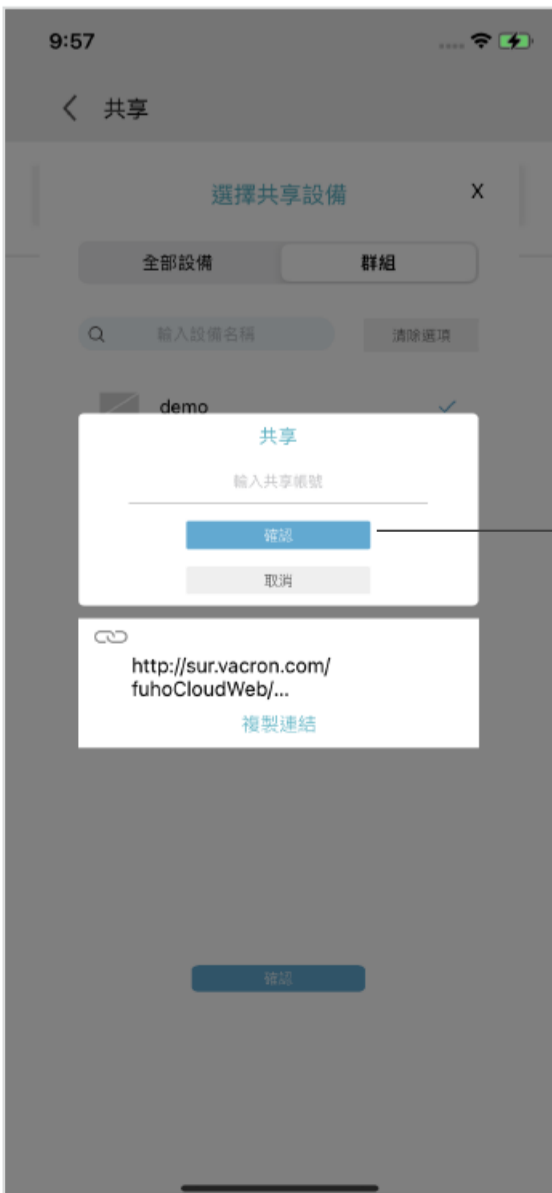 9:57
共享
選擇共享設備 X
全部設備 群組
輸入設備名稱 清除選項
demo
共享
輸入共享帳號
確認
取消
http://sur.vacron.com/
fuhoCloudWeb/...
複製連結
確認